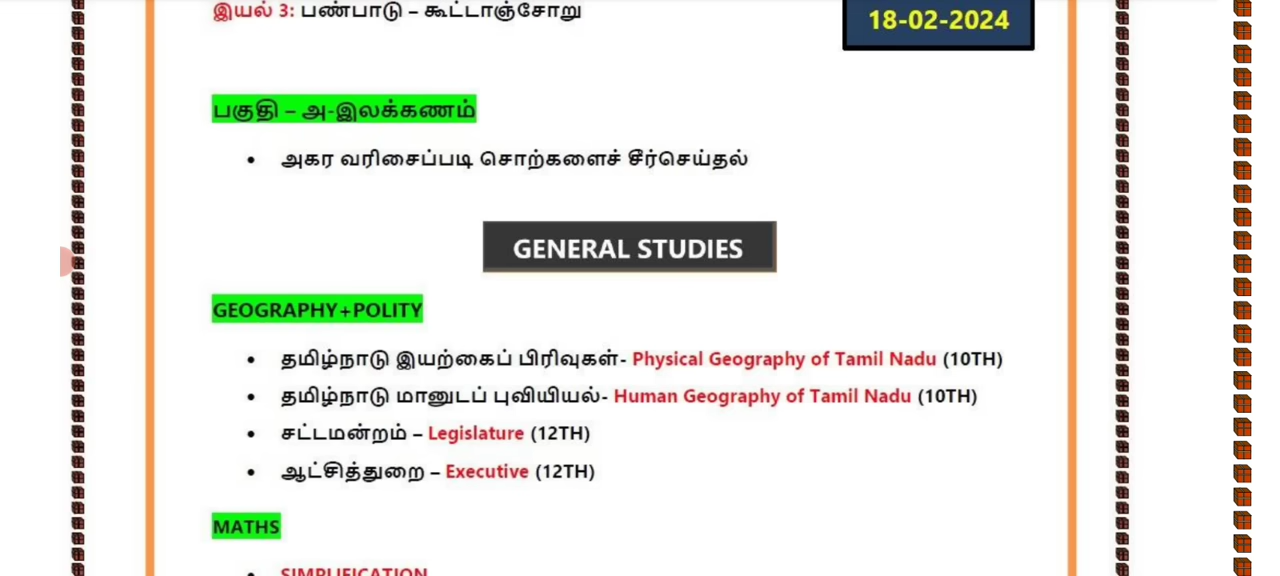 இயல் 3: பண்பாடு – கூட்டாஞ்சோறு
18-02-2024
பகுதி – அ-இலக்கணம்
• அகர வரிசைப்படி சொற்களைச் சீர்செய்தல்
GENERAL STUDIES
GEOGRAPHY+POLITY
• தமிழ்நாடு இயற்கைப் பிரிவுகள்- Physical Geography of Tamil Nadu (10TH)
• தமிழ்நாடு மானுடப் புவியியல்- Human Geography of Tamil Nadu (10TH)
• சட்டமன்றம் – Legislature (12TH)
• ஆட்சித்துறை – Executive (12TH)
MATHS
• SIMPLIFICATION